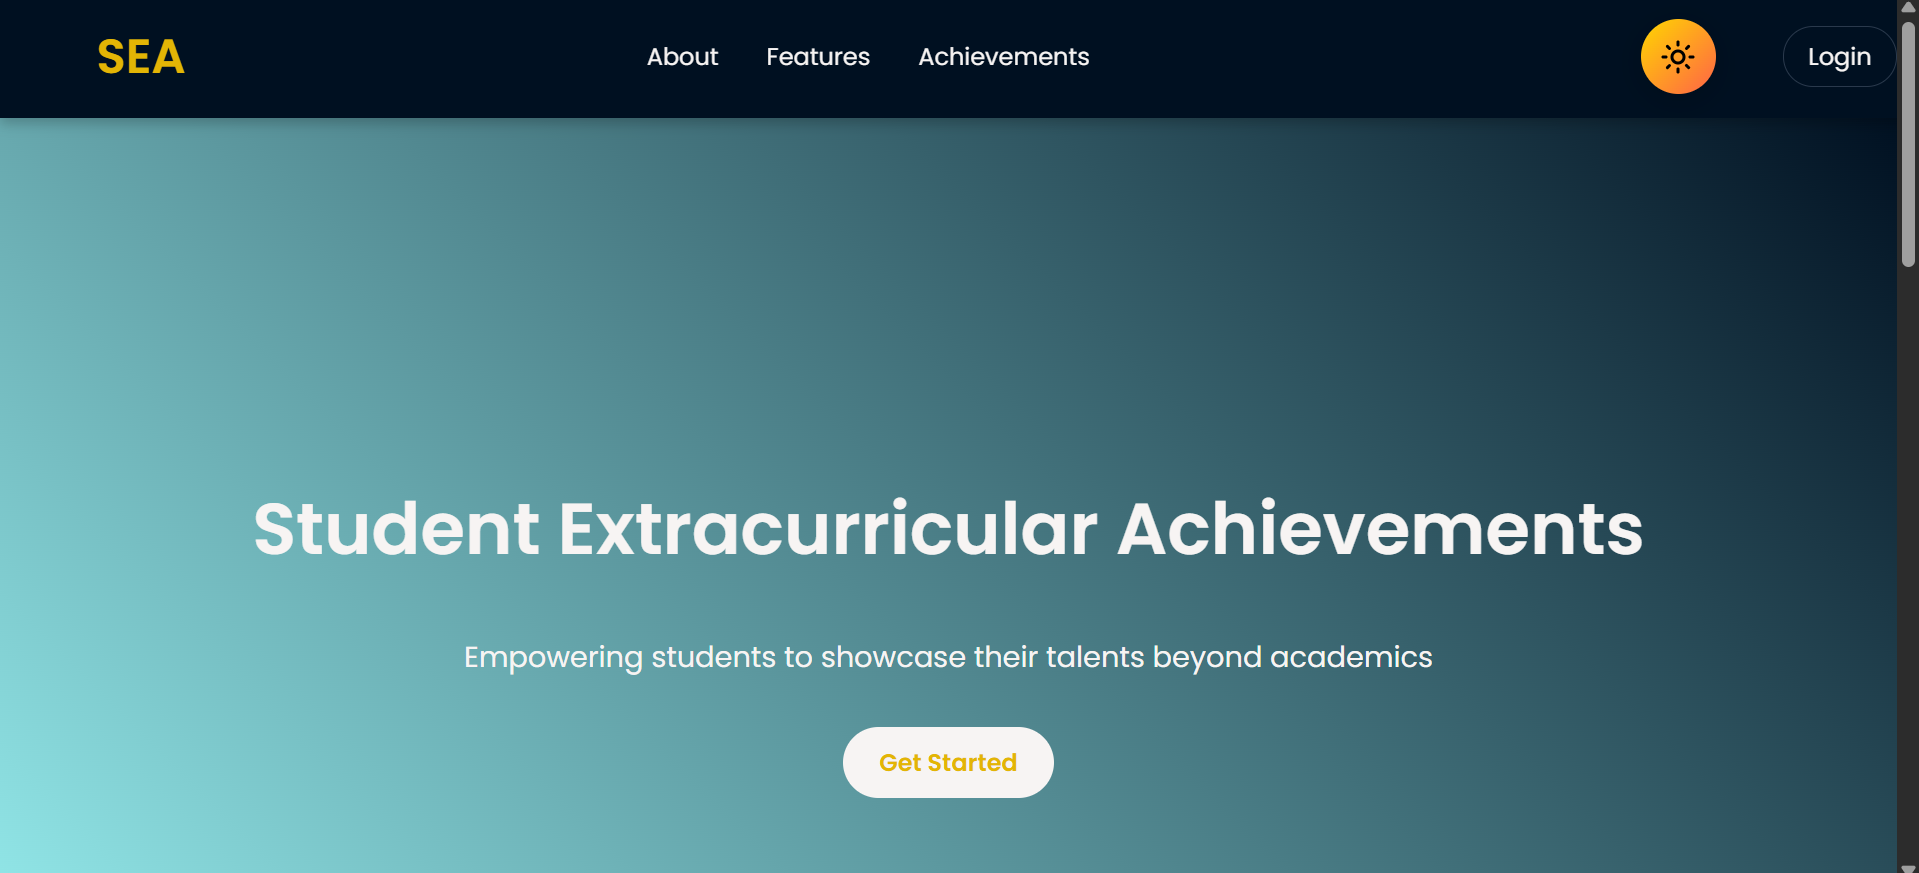 SEA
About Features Achievements
Login
Student Extracurricular Achievements
Empowering students to showcase their talents beyond academics
Get Started